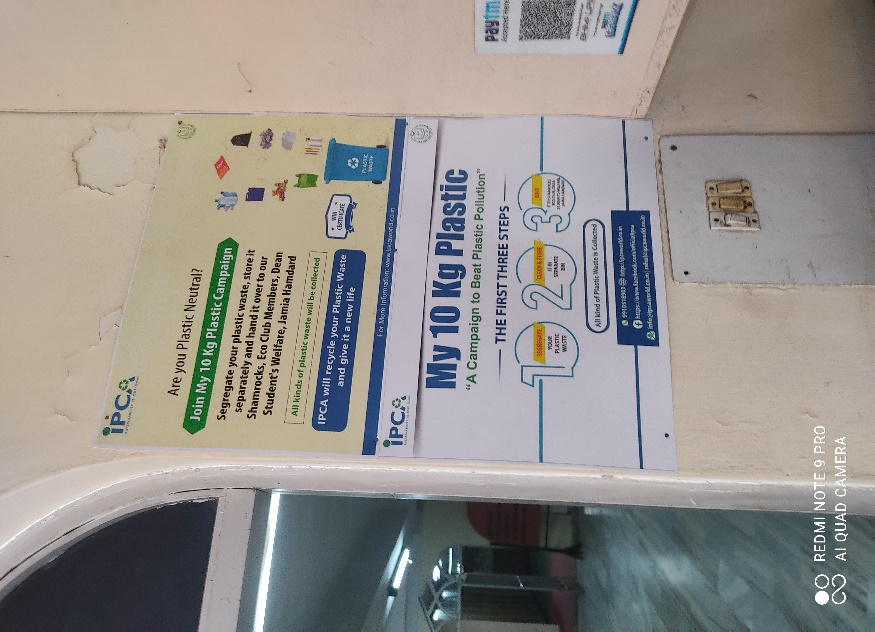 IPCA
Are you Plastic Neutral?
Join My 10 Kg Plastic Campaign
Segregate your plastic waste, store it
separately and hand it over to our
Shamrocks, Eco Club Members, Dean
Student's Welfare, Jamia Hamdard
All kinds of plastic waste will be collected
IPCA will recycle your Plastic Waste
and give it a new life
WIN
CERTIFICATE
PLASTIC
WASTE
For More Information: www.ipcaworld.co.in
IPCA
My 10 Kg Plastic
"A Campaign to Beat Plastic Pollution"
THE FIRST THREE STEPS
1
SEGREGATE
YOUR
PLASTIC
WASTE
2
CLEAN & STORE
IT IN
SEPARATE
BIN
3
All kind of Plastic Waste is Collected
paytm
Accepted Here
REDMI NOTE 9 PRO
AI QUAD CAMERA